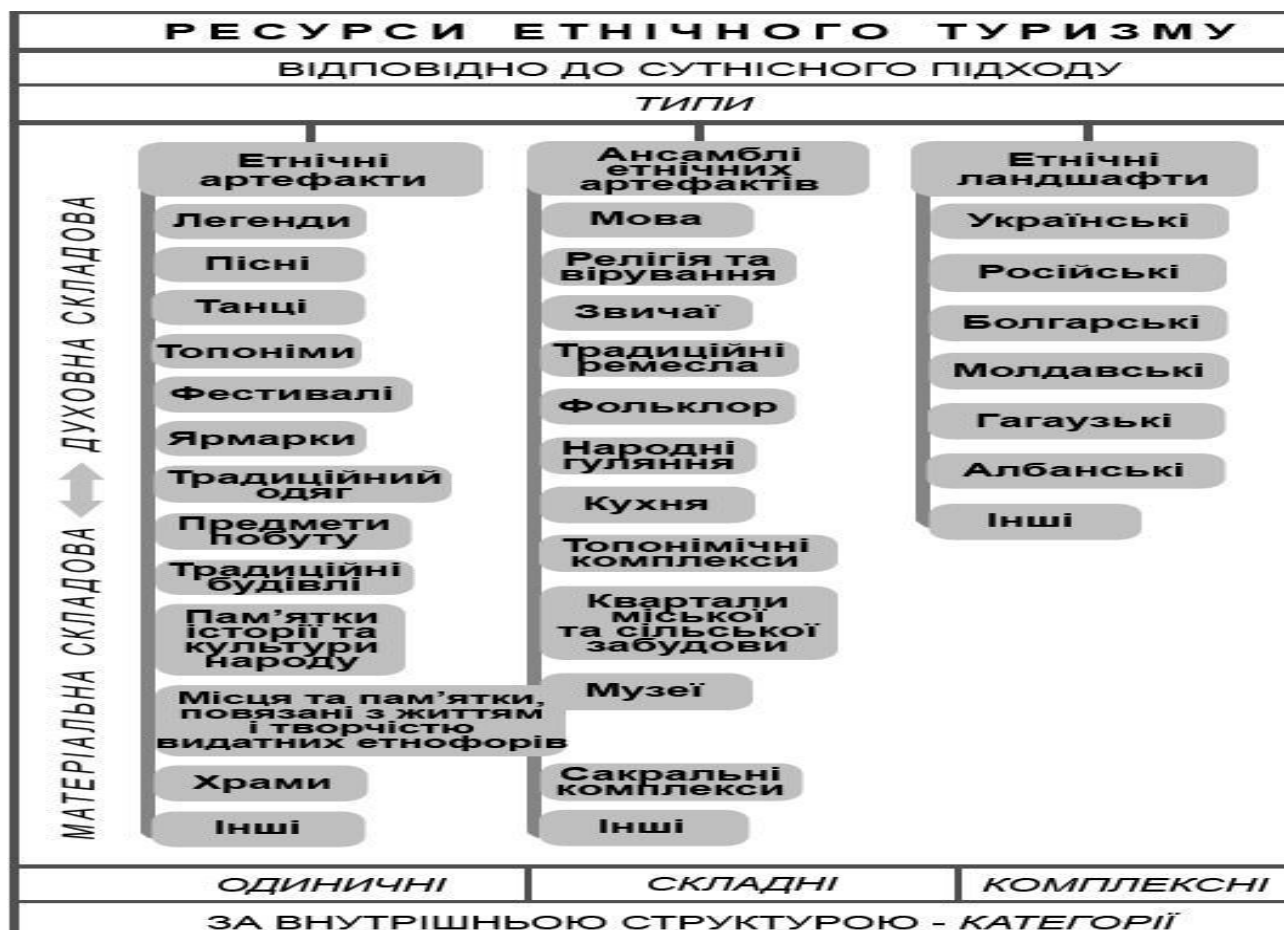 РЕСУРСИ ЕТНІЧНОГО ТУРИЗМУ
ВІДПОВІДНО ДО СУТНІСНОГО ПІДХОДУ
ТИПИ
ДУХОВНА СКЛАДОВА
МАТЕРІАЛЬНА СКЛАДОВА
Етнічні
артефакти
Легенди
Пісні
Танці
Топоніми
Фестивалі
Ярмарки
Традиційний
одяг
Предмети
побуту
Традиційні
будівлі
Пам'ятки
історії та
культури
народу
Місця та пам'ятки,
повязані з життям
і творчістю
видатних етнофорів
Храми
Інші
Ансамблі
етнічних
артефактів
Мова
Релігія та
вірування
Звичаї
Традиційні
ремесла
Фольклор
Народні
гуляння
Кухня
Топонімічні
комплекси
Квартали
міської
та сільської
забудови
Музеї
Сакральні
комплекси
Інші
Етнічні
ландшафти
Українські
Російські
Болгарські
Молдавські
Гагаузькі
Албанські
Інші
ОДИНИЧНІ
СКЛАДНІ
КОМПЛЕКСНІ
ЗА ВНУТРІШНЬОЮ СТРУКТУРОЮ - КАТЕГОРІЇ